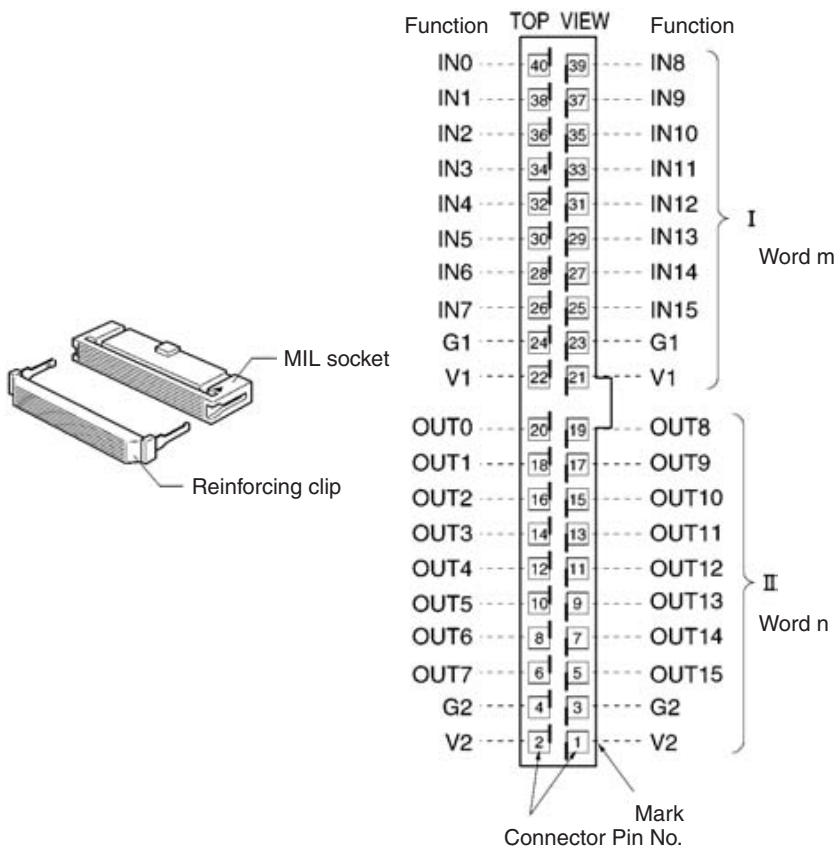 Function TOP VIEW Function
IN0 40 39 IN8
IN1 38 37 IN9
IN2 36 35 IN10
IN3 34 33 IN11
IN4 32 31 IN12
I
IN5 30 29 IN13
Word m
IN6 28 27 IN14
IN7 26 25 IN15
G1 24 23 G1
MIL socket
V1 22 21 V1
OUT0 20 19 OUT8
OUT1 18 17 OUT9
Reinforcing clip
OUT2 16 15 OUT10
OUT3 14 13 OUT11
OUT4 12 11 OUT12
II
OUT5 10 9 OUT13
Word n
OUT6 8 7 OUT14
OUT7 6 5 OUT15
G2 4 3 G2
V2 2 1 V2
Mark
Connector Pin No.